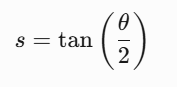 s = tan(θ/2)